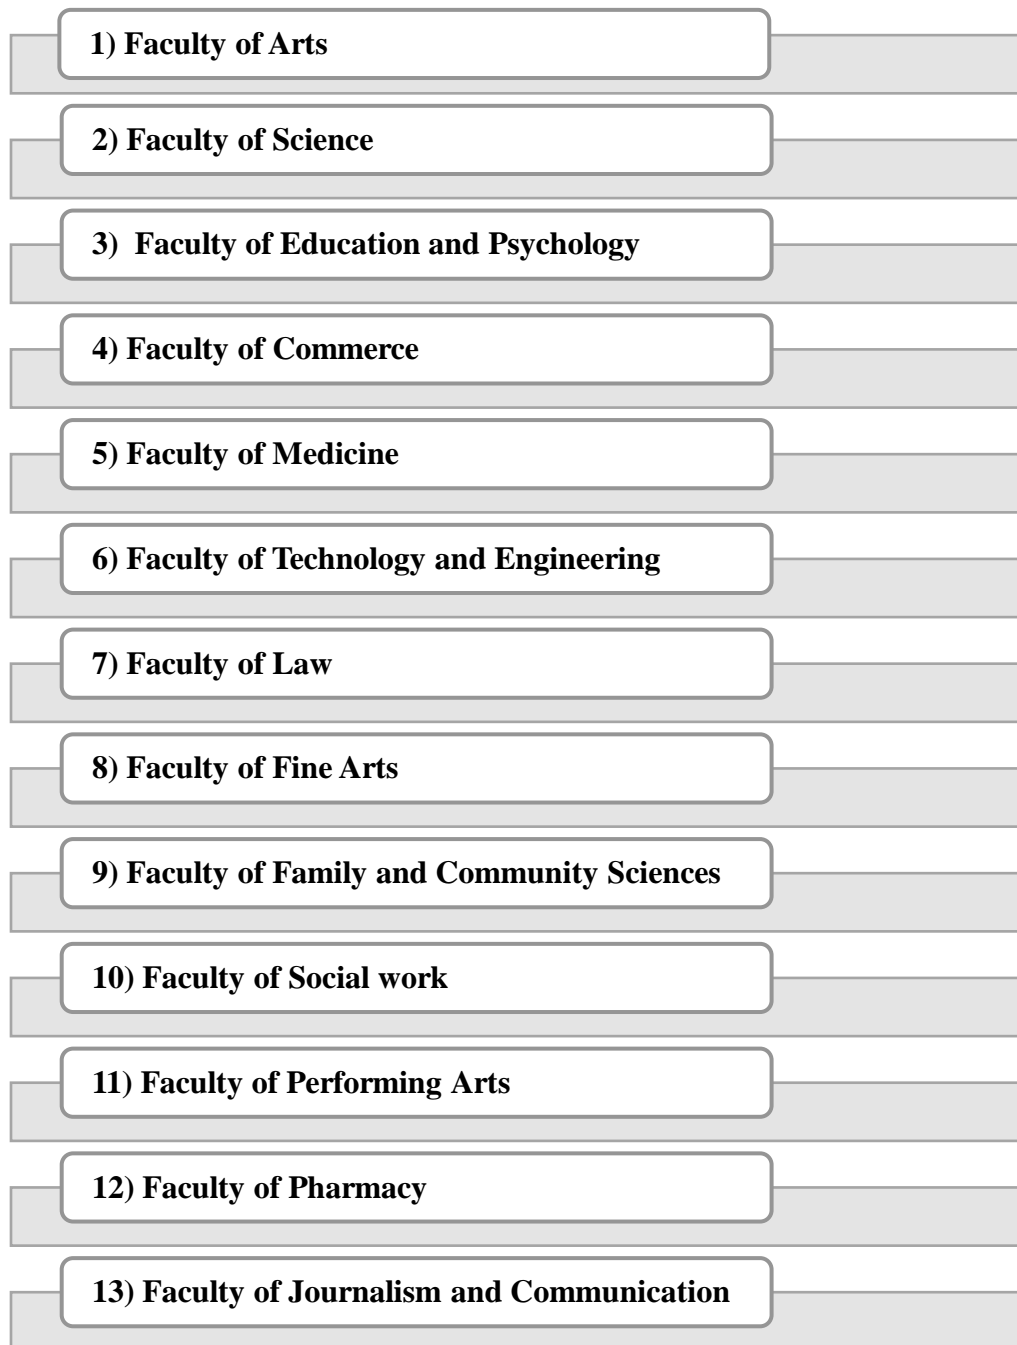 1) Faculty of Arts
2) Faculty of Science
3) Faculty of Education and Psychology
4) Faculty of Commerce
5) Faculty of Medicine
6) Faculty of Technology and Engineering
7) Faculty of Law
8) Faculty of Fine Arts
9) Faculty of Family and Community Sciences
10) Faculty of Social work
11) Faculty of Performing Arts
12) Faculty of Pharmacy
13) Faculty of Journalism and Communication